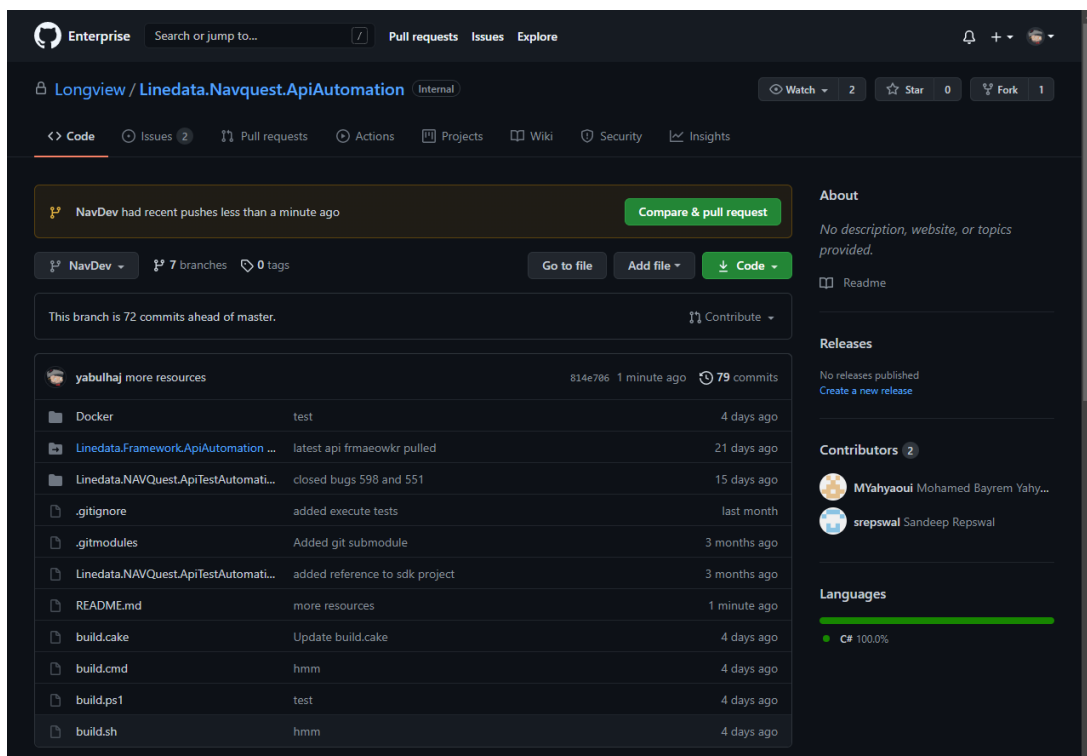 Enterprise Search or jump to... / Pull requests Issues Explore
Longview / Linedata.Navquest.ApiAutomation Internal
Watch 2 Star 0 Fork 1
Code Issues 2 Pull requests Actions Projects Wiki Security Insights
NavDev had recent pushes less than a minute ago Compare & pull request
NavDev 7 branches 0 tags Go to file Add file Code
This branch is 72 commits ahead of master. Contribute
yabulhaj more resources 814e706 1 minute ago 79 commits
Docker test 4 days ago
Linedata.Framework.ApiAutomation ... latest api frmaeowkr pulled 21 days ago
Linedata.NAVQuest.ApiTestAutomati... closed bugs 598 and 551 15 days ago
.gitignore added execute tests last month
.gitmodules Added git submodule 3 months ago
Linedata.NAVQuest.ApiTestAutomati... added reference to sdk project 3 months ago
README.md more resources 1 minute ago
build.cake Update build.cake 4 days ago
build.cmd hmm 4 days ago
build.ps1 test 4 days ago
build.sh hmm 4 days ago
About
No description, website, or topics
provided.
Readme
Releases
No releases published
Create a new release
Contributors 2
MYahyaoui Mohamed Bayrem Yahy...
srepswal Sandeep Repswal
Languages
C# 100.0%